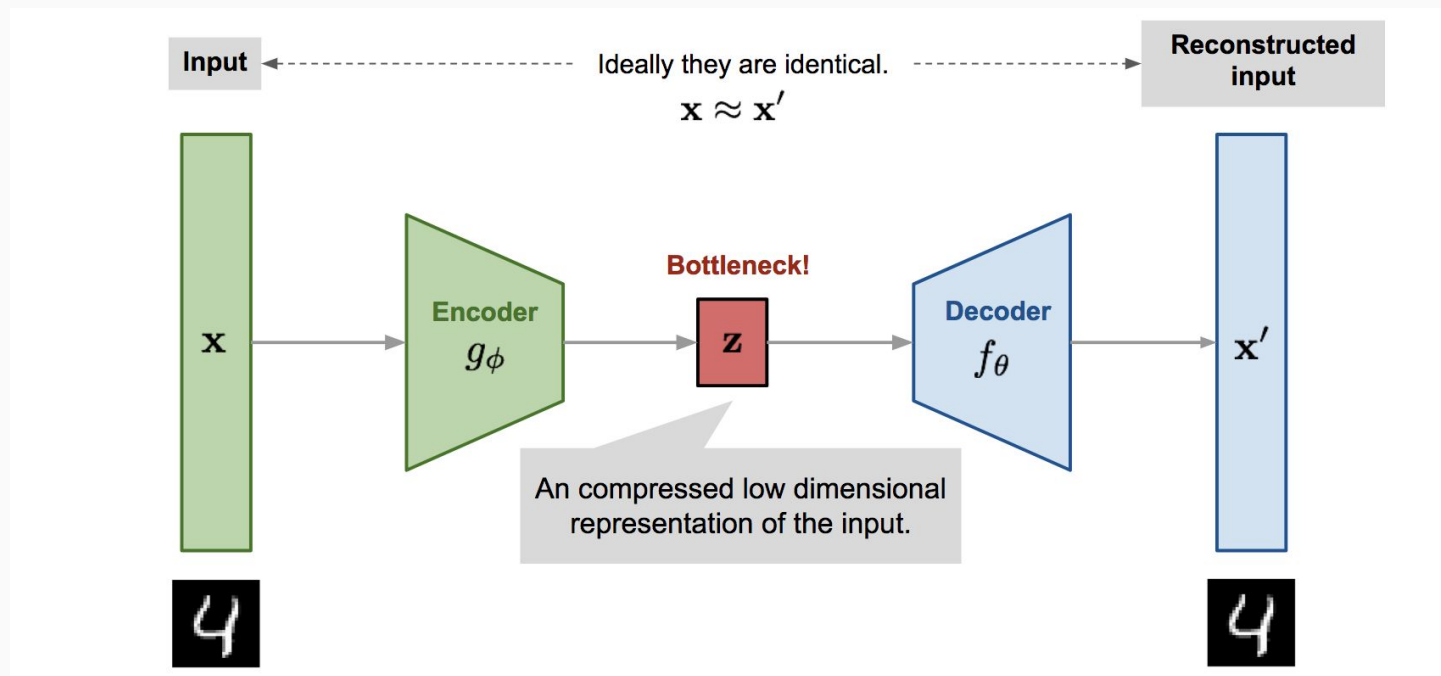 Input
Ideally they are identical.
x ≈ x′
Reconstructed
input
Bottleneck!
x
Encoder
gϕ
z
Decoder
fθ
x′
An compressed low dimensional
representation of the input.
4
4